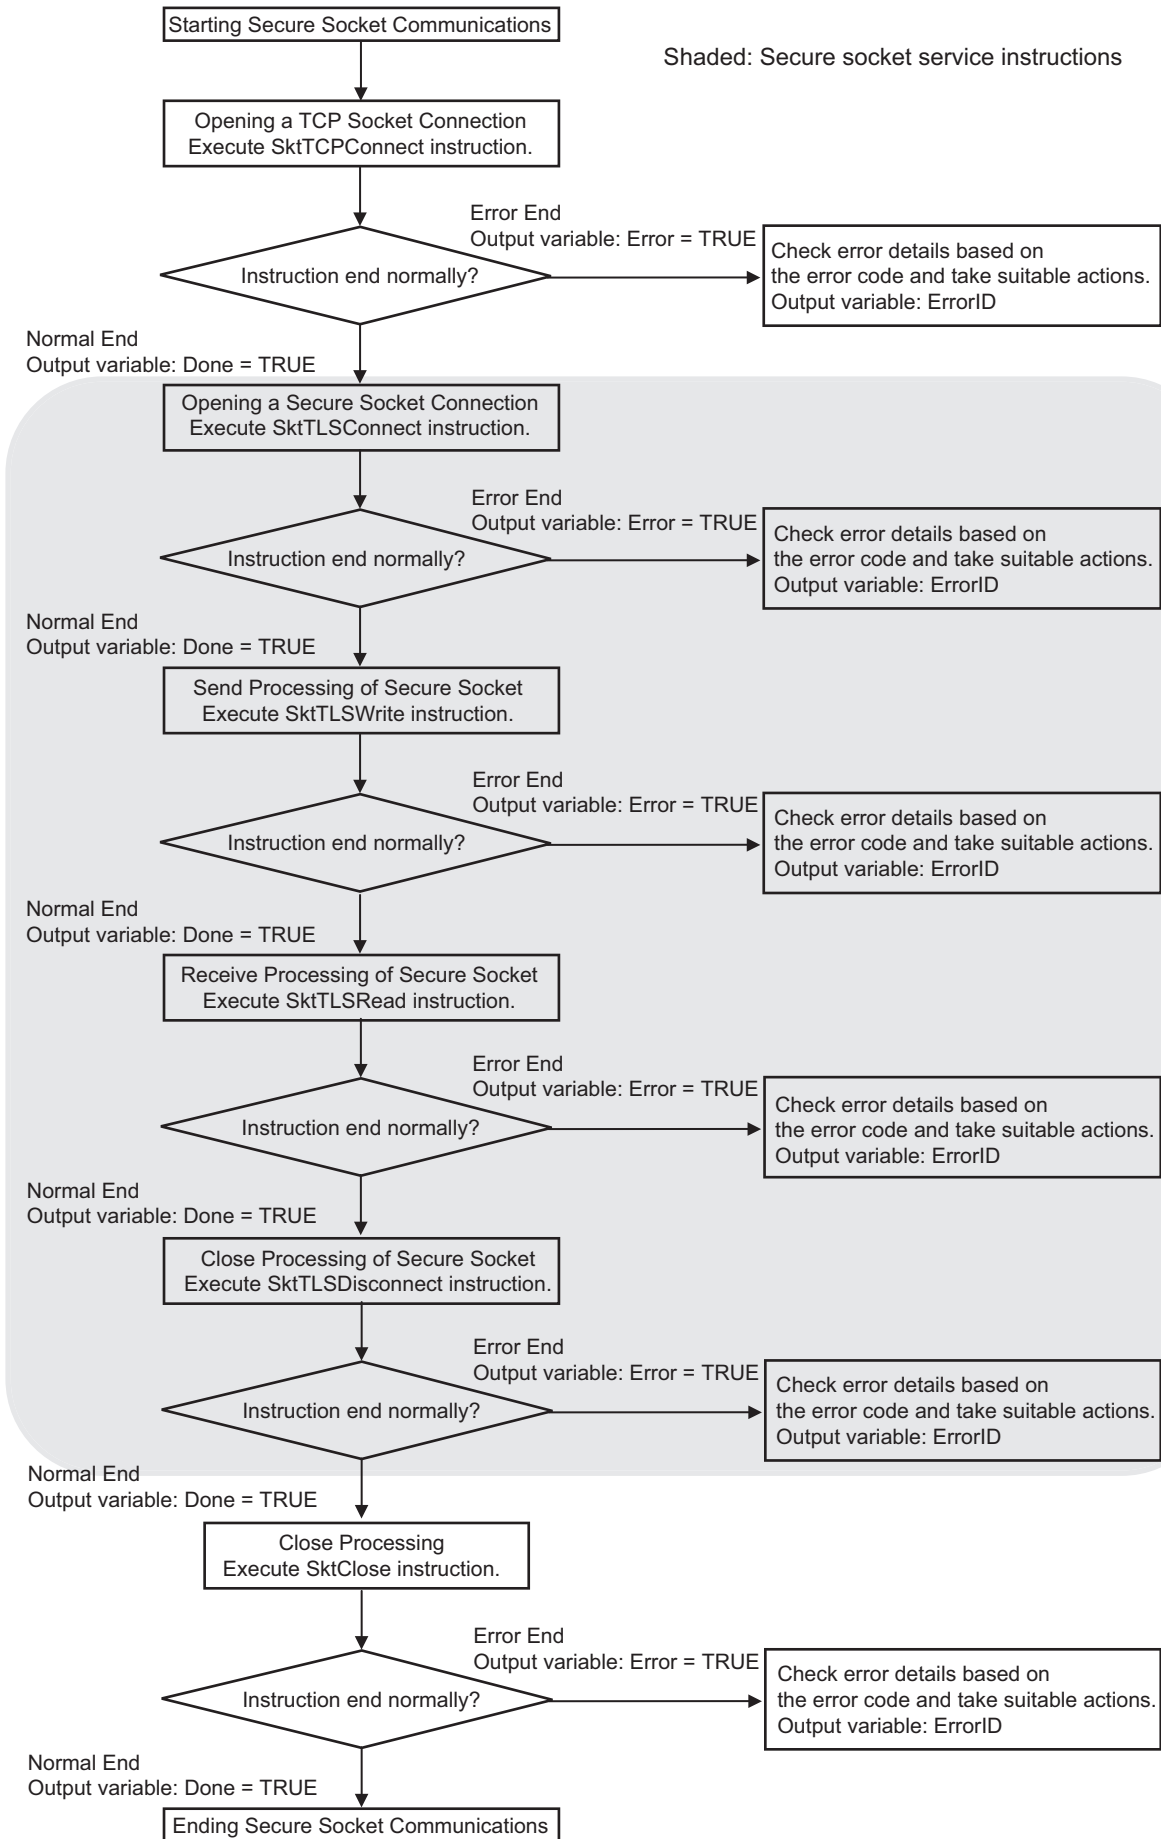 Starting Secure Socket Communications
Shaded: Secure socket service instructions
Opening a TCP Socket Connection
Execute SktTCPConnect instruction.
Error End
Output variable: Error = TRUE
Instruction end normally?
Check error details based on
the error code and take suitable actions.
Output variable: ErrorID
Normal End
Output variable: Done = TRUE
Opening a Secure Socket Connection
Execute SktTLSConnect instruction.
Error End
Output variable: Error = TRUE
Instruction end normally?
Check error details based on
the error code and take suitable actions.
Output variable: ErrorID
Normal End
Output variable: Done = TRUE
Send Processing of Secure Socket
Execute SktTLSWrite instruction.
Error End
Output variable: Error = TRUE
Instruction end normally?
Check error details based on
the error code and take suitable actions.
Output variable: ErrorID
Normal End
Output variable: Done = TRUE
Receive Processing of Secure Socket
Execute SktTLSRead instruction.
Error End
Output variable: Error = TRUE
Instruction end normally?
Check error details based on
the error code and take suitable actions.
Output variable: ErrorID
Normal End
Output variable: Done = TRUE
Close Processing of Secure Socket
Execute SktTLSDisconnect instruction.
Error End
Output variable: Error = TRUE
Instruction end normally?
Check error details based on
the error code and take suitable actions.
Output variable: ErrorID
Normal End
Output variable: Done = TRUE
Close Processing
Execute SktClose instruction.
Error End
Output variable: Error = TRUE
Instruction end normally?
Check error details based on
the error code and take suitable actions.
Output variable: ErrorID
Normal End
Output variable: Done = TRUE
Ending Secure Socket Communications